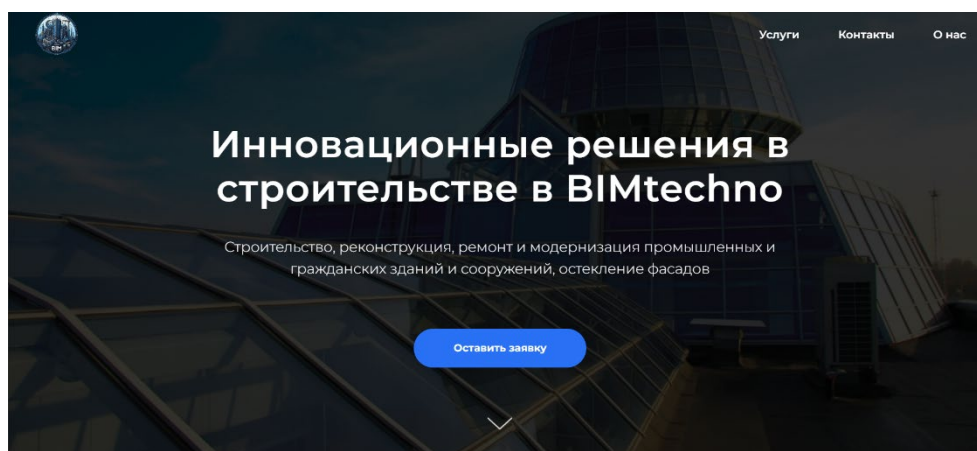 BIM
Услуги Контакты О нас
Инновационные решения в
строительстве в BIMtechno
Строительство, реконструкция, ремонт и модернизация промышленных и
гражданских зданий и сооружений, остекление фасадов
Оставить заявку